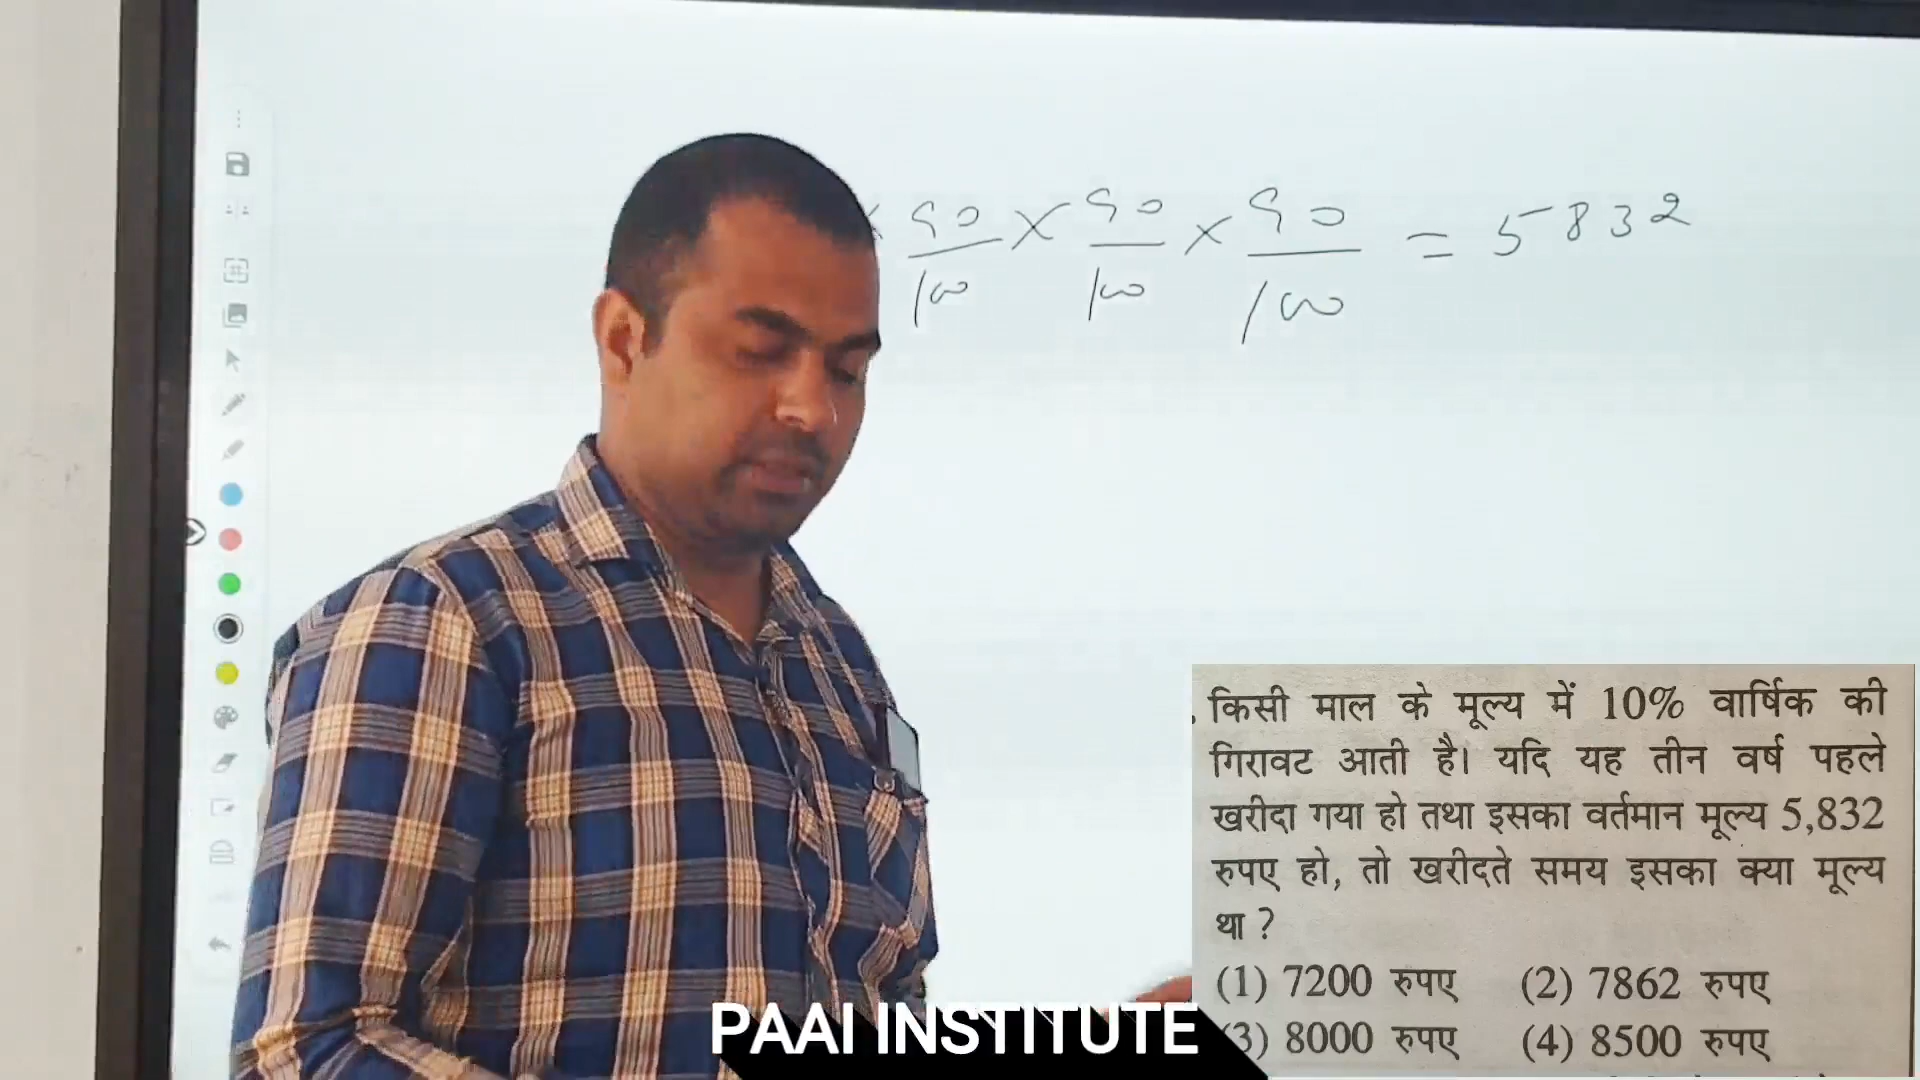 × 90/100 × 90/100 × 90/100 = 5832
. किसी माल के मूल्य में 10% वार्षिक की
गिरावट आती है। यदि यह तीन वर्ष पहले
खरीदा गया हो तथा इसका वर्तमान मूल्य 5,832
रुपए हो, तो खरीदते समय इसका क्या मूल्य
था ?
(1) 7200 रुपए (2) 7862 रुपए
3) 8000 रुपए (4) 8500 रुपए
PAAI INSTITUTE